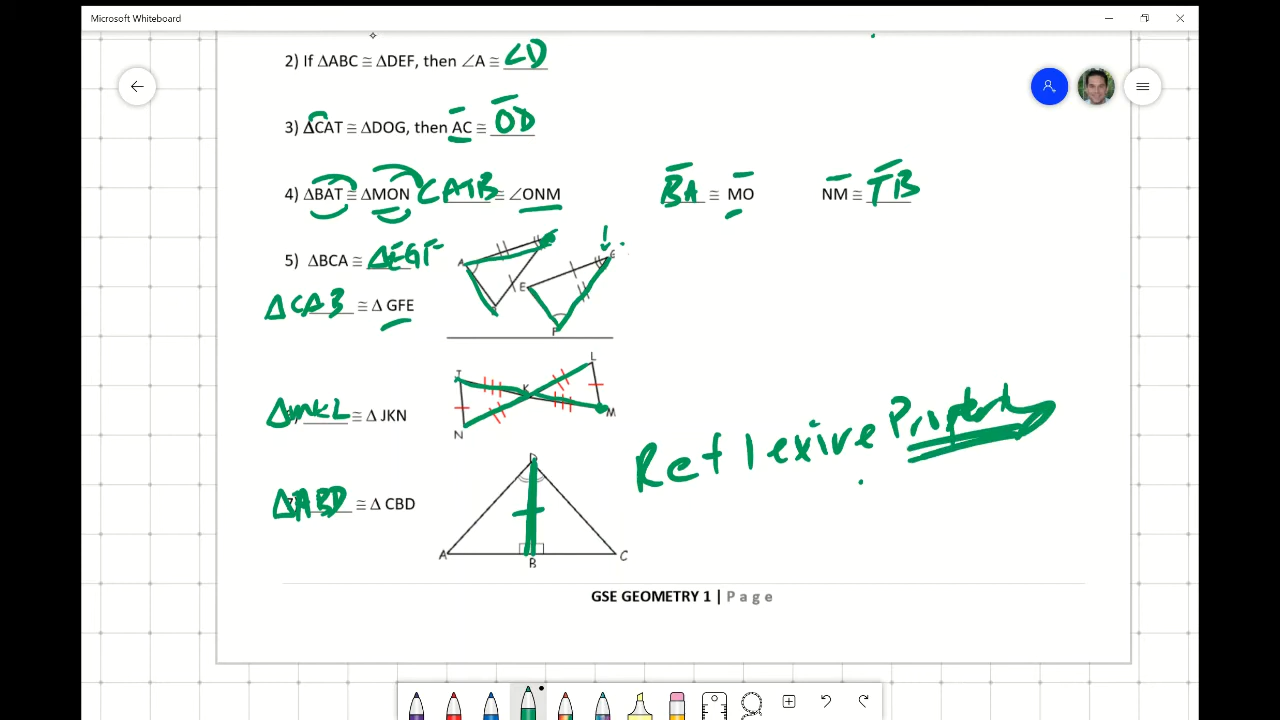 Microsoft Whiteboard
2) If ΔABC ≅ ΔDEF, then ∠A ≅ ∠D
3) ΔCAT ≅ ΔDOG, then AC ≅ OD
4) ΔBAT ≅ ΔMON ∠ATB ≅ ∠ONM BA ≅ MO NM ≅ TB
5) ΔBCA ≅ ΔEGF
ΔCAB ≅ Δ GFE
A E G F
ΔMKL ≅ Δ JKN
J K L M N
Reflexive Property
ΔABD ≅ Δ CBD
D A B C
GSE GEOMETRY 1 | Page